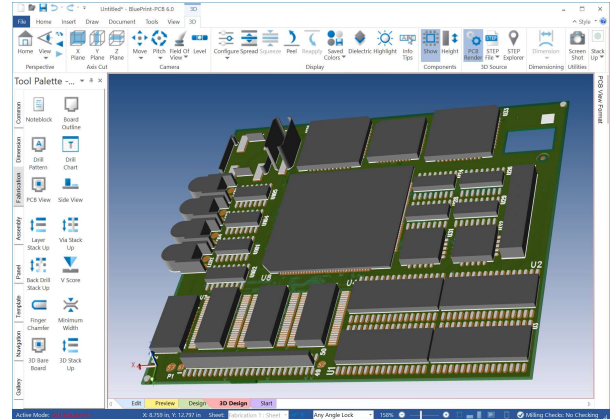 Untitled* - BluePrint-PCB 6.0
3D
File Home Insert Draw Document Tools View 3D
Style
Home View X Plane Y Plane Z Plane Move Pitch Field Of View Level Configure Spread Squeeze Peel Reapply Saved Colors Dielectric Highlight Info Tips Show Height PCB Render STEP File STEP Explorer Dimension Screen Shot Stack Up
Perspective Axis Cut Camera Display Components 3D Source Dimensioning Utilities
Tool Palette -...
PCB View Format
Common
Dimension
Fabrication
Assembly
Panel
Template
Navigation
Gallery
Noteblock Board Outline
Drill Pattern Drill Chart
PCB View Side View
Layer Stack Up Via Stack Up
Back Drill Stack Up V Score
Finger Chamfer Minimum Width
3D Bare Board 3D Stack Up
U2
U1
P1
X
Edit Preview Design 3D Design Start
Active Mode: X: 8.759 in, Y: 12.797 in Sheet: Fabrication 1 : Sheet Any Angle Lock 158% Milling Checks: No Checking